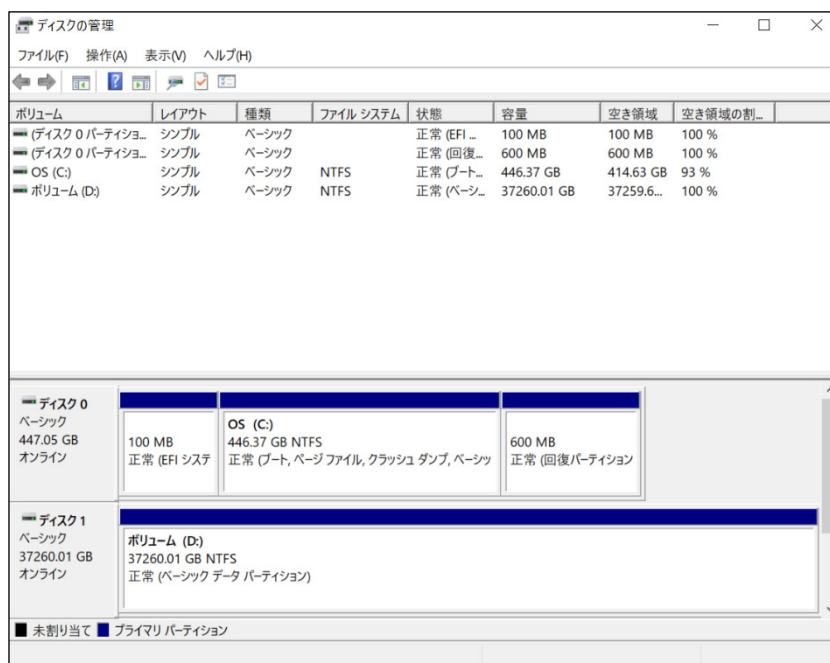 ディスクの管理
ファイル(F) 操作(A) 表示(V) ヘルプ(H)
ボリューム レイアウト 種類 ファイル システム 状態 容量 空き領域 空き領域の割...
(ディスク 0 パーティショ... シンプル ベーシック 正常 (EFI ... 100 MB 100 MB 100 %
(ディスク 0 パーティショ... シンプル ベーシック 正常 (回復... 600 MB 600 MB 100 %
OS (C:) シンプル ベーシック NTFS 正常 (ブート... 446.37 GB 414.63 GB 93 %
ボリューム (D:) シンプル ベーシック NTFS 正常 (ベーシ... 37260.01 GB 37259.6... 100 %
ディスク 0
ベーシック
447.05 GB
オンライン
100 MB
正常 (EFI システ
OS (C:)
446.37 GB NTFS
正常 (ブート, ページ ファイル, クラッシュ ダンプ, ベーシッ
600 MB
正常 (回復パーティション
ディスク 1
ベーシック
37260.01 GB
オンライン
ボリューム (D:)
37260.01 GB NTFS
正常 (ベーシック データ パーティション)
未割り当て プライマリ パーティション